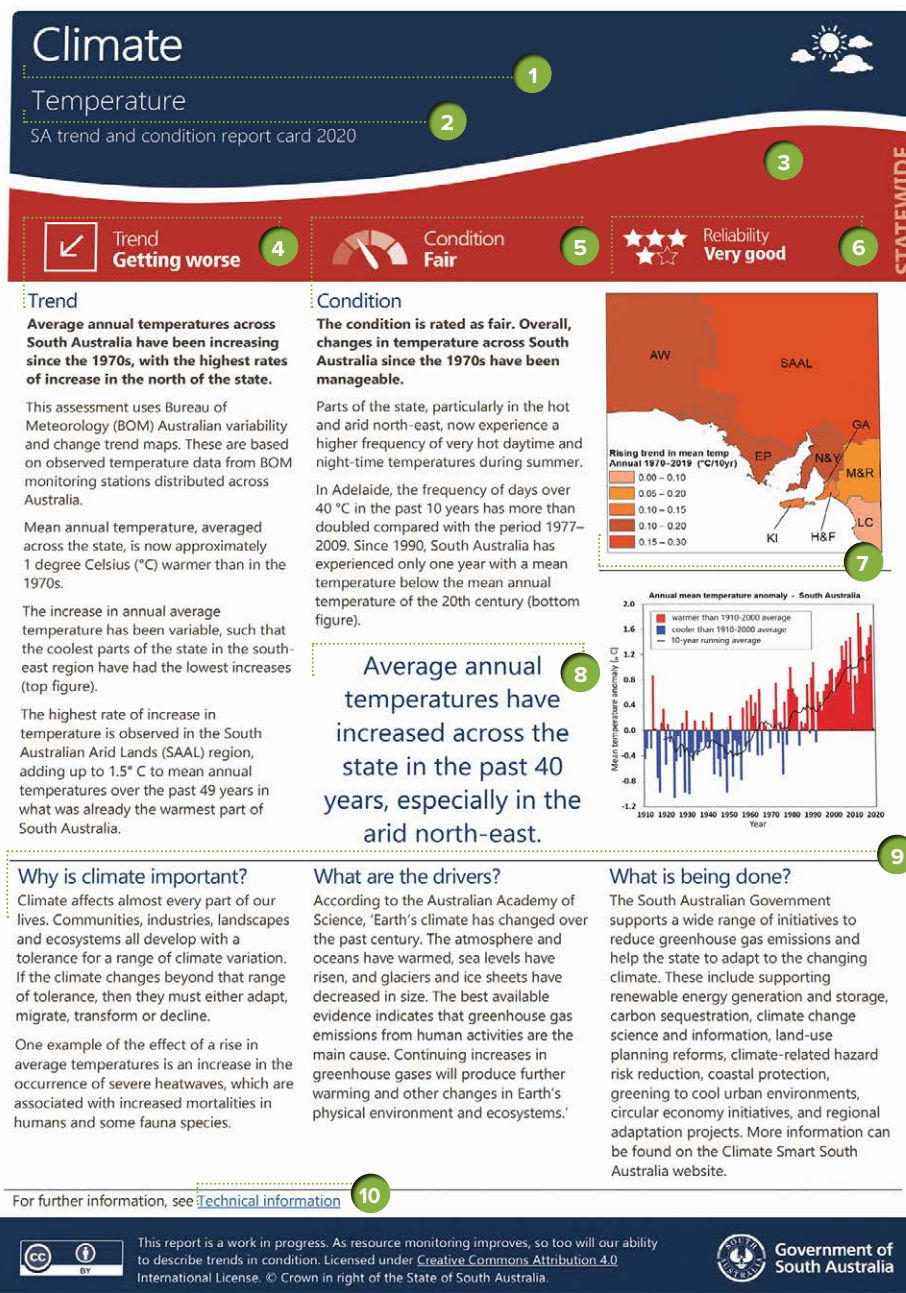 Climate
1
Temperature
2
SA trend and condition report card 2020
3
STATEWIDE
Trend
Getting worse
4
Condition
Fair
5
Reliability
Very good
6
Trend
Average annual temperatures across
South Australia have been increasing
since the 1970s, with the highest rates
of increase in the north of the state.
This assessment uses Bureau of
Meteorology (BOM) Australian variability
and change trend maps. These are based
on observed temperature data from BOM
monitoring stations distributed across
Australia.
Mean annual temperature, averaged
across the state, is now approximately
1 degree Celsius (°C) warmer than in the
1970s.
The increase in annual average
temperature has been variable, such that
the coolest parts of the state in the south-
east region have had the lowest increases
(top figure).
The highest rate of increase in
temperature is observed in the South
Australian Arid Lands (SAAL) region,
adding up to 1.5° C to mean annual
temperatures over the past 49 years in
what was already the warmest part of
South Australia.
Condition
The condition is rated as fair. Overall,
changes in temperature across South
Australia since the 1970s have been
manageable.
Parts of the state, particularly in the hot
and arid north-east, now experience a
higher frequency of very hot daytime and
night-time temperatures during summer.
In Adelaide, the frequency of days over
40 °C in the past 10 years has more than
doubled compared with the period 1977–
2009. Since 1990, South Australia has
experienced only one year with a mean
temperature below the mean annual
temperature of the 20th century (bottom
figure).
Average annual
8
temperatures have
increased across the
state in the past 40
years, especially in the
arid north-east.
AW
SAAL
GA
EP
N&Y
M&R
LC
KI
H&F
Rising trend in mean temp
Annual 1970–2019 (°C/10yr)
0.00 – 0.10
0.05 – 0.20
0.10 – 0.15
0.10 – 0.20
0.15 – 0.30
7
Annual mean temperature anomaly - South Australia
warmer than 1910-2000 average
cooler than 1910-2000 average
10-year running average
Mean temperature anomaly
2.0
1.6
1.2
0.8
0.4
0.0
-0.4
-0.8
-1.2
1910 1920 1930 1940 1950 1960 1970 1980 1990 2000 2010 2020
Year
9
Why is climate important?
Climate affects almost every part of our
lives. Communities, industries, landscapes
and ecosystems all develop with a
tolerance for a range of climate variation.
If the climate changes beyond that range
of tolerance, then they must either adapt,
migrate, transform or decline.
One example of the effect of a rise in
average temperatures is an increase in the
occurrence of severe heatwaves, which are
associated with increased mortalities in
humans and some fauna species.
What are the drivers?
According to the Australian Academy of
Science, 'Earth's climate has changed over
the past century. The atmosphere and
oceans have warmed, sea levels have
risen, and glaciers and ice sheets have
decreased in size. The best available
evidence indicates that greenhouse gas
emissions from human activities are the
main cause. Continuing increases in
greenhouse gases will produce further
warming and other changes in Earth's
physical environment and ecosystems.'
What is being done?
The South Australian Government
supports a wide range of initiatives to
reduce greenhouse gas emissions and
help the state to adapt to the changing
climate. These include supporting
renewable energy generation and storage,
carbon sequestration, climate change
science and information, land-use
planning reforms, climate-related hazard
risk reduction, coastal protection,
greening to cool urban environments,
circular economy initiatives, and regional
adaptation projects. More information can
be found on the Climate Smart South
Australia website.
For further information, see Technical information
10
cc
BY
This report is a work in progress. As resource monitoring improves, so too will our ability
to describe trends in condition. Licensed under Creative Commons Attribution 4.0
International License. © Crown in right of the State of South Australia.
SOUTH AUSTRALIA
Government of
South Australia